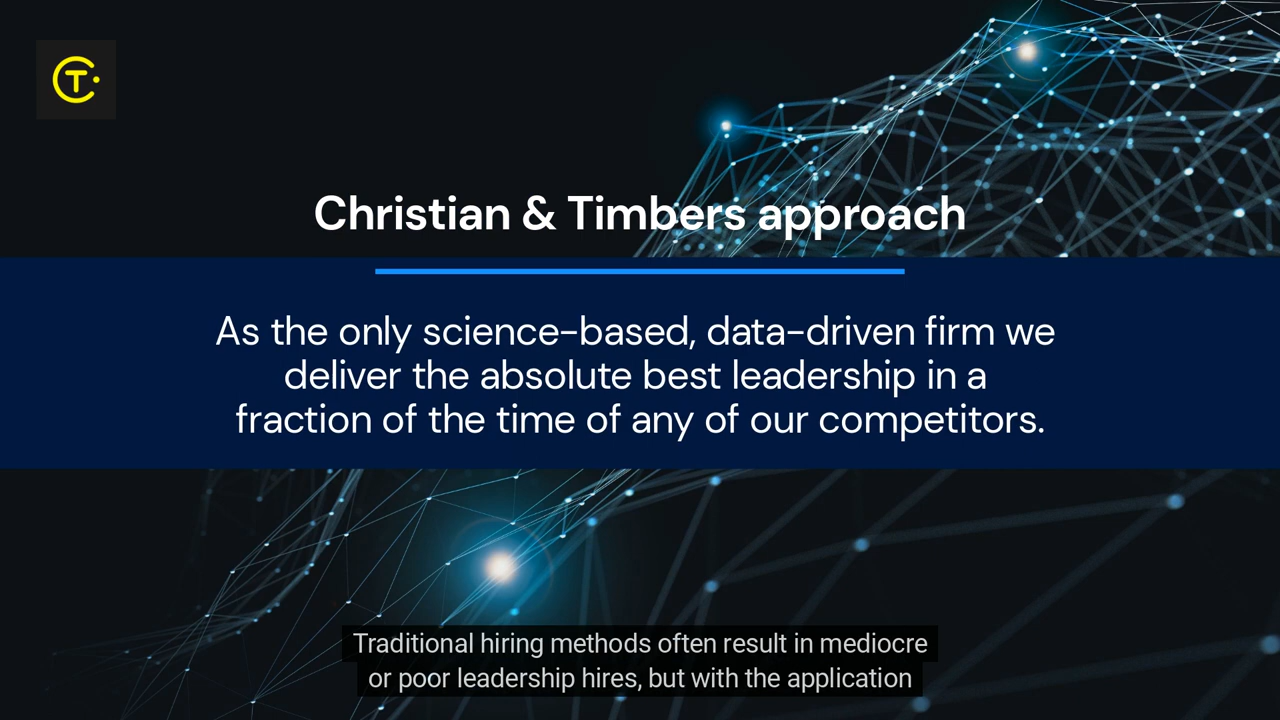 CT
Christian & Timbers approach
As the only science-based, data-driven firm we
deliver the absolute best leadership in a
fraction of the time of any of our competitors.
Traditional hiring methods often result in mediocre
or poor leadership hires, but with the application